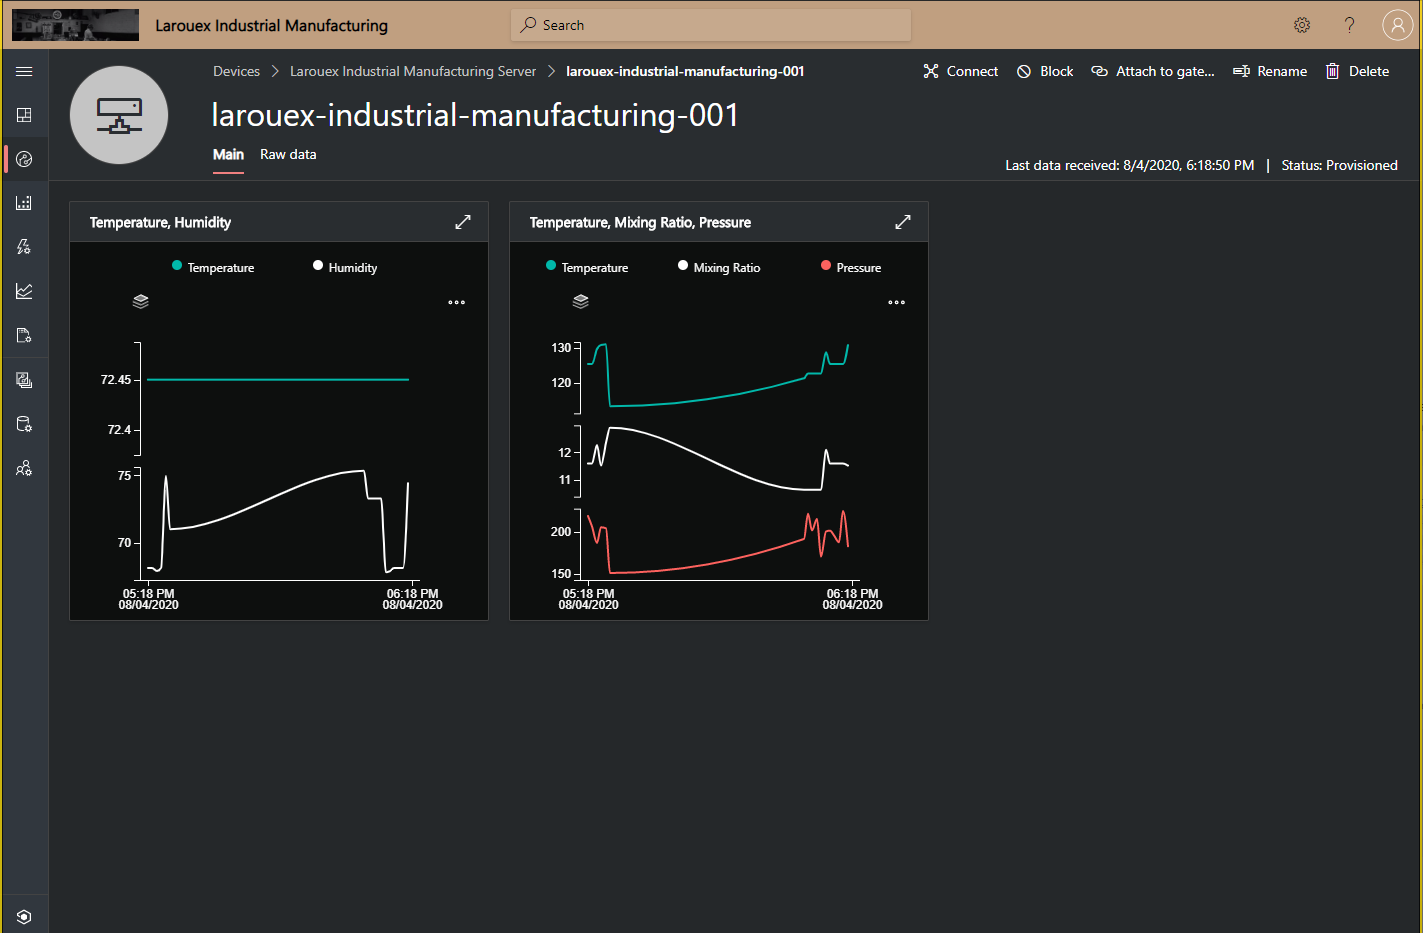 Larouex Industrial Manufacturing
Search
?
Devices > Larouex Industrial Manufacturing Server > larouex-industrial-manufacturing-001
Connect Block Attach to gate... Rename Delete
larouex-industrial-manufacturing-001
Main Raw data
Last data received: 8/4/2020, 6:18:50 PM | Status: Provisioned
Temperature, Humidity
Temperature Humidity
72.45
72.4
75
70
05:18 PM 06:18 PM
08/04/2020 08/04/2020
Temperature, Mixing Ratio, Pressure
Temperature Mixing Ratio Pressure
130
120
12
11
200
150
05:18 PM 06:18 PM
08/04/2020 08/04/2020